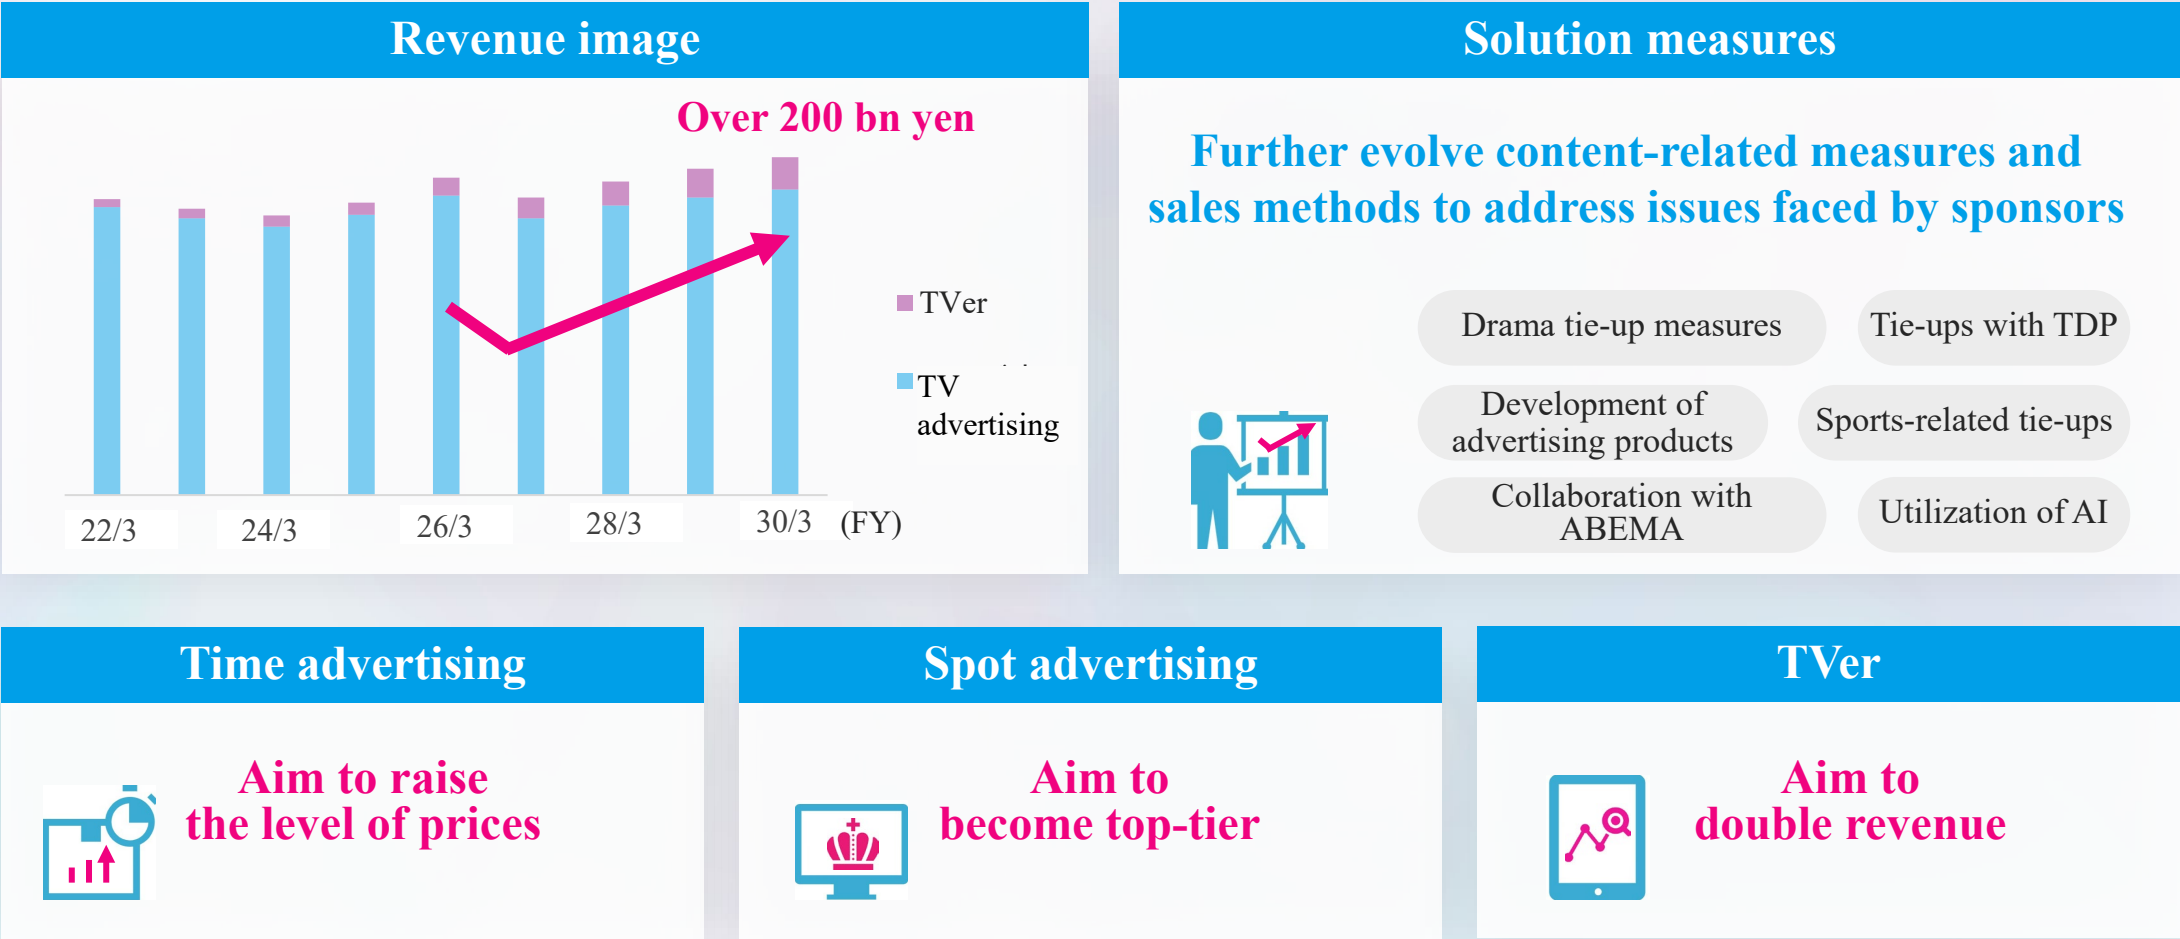 Revenue image
Over 200 bn yen
TVer
TV
advertising
22/3
24/3
26/3
28/3
30/3
(FY)
Solution measures
Further evolve content-related measures and
sales methods to address issues faced by sponsors
Drama tie-up measures
Tie-ups with TDP
Development of
advertising products
Sports-related tie-ups
Collaboration with
ABEMA
Utilization of AI
Time advertising
Aim to raise
the level of prices
Spot advertising
Aim to
become top-tier
TVer
Aim to
double revenue